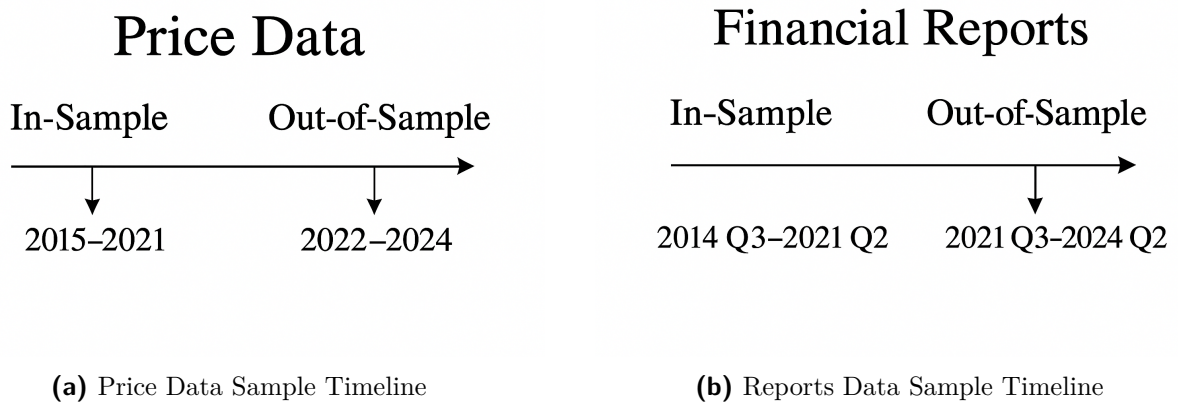 Price Data
In-Sample
Out-of-Sample
2015–2021
2022–2024
(a) Price Data Sample Timeline
Financial Reports
In-Sample
Out-of-Sample
2014 Q3–2021 Q2
2021 Q3–2024 Q2
(b) Reports Data Sample Timeline